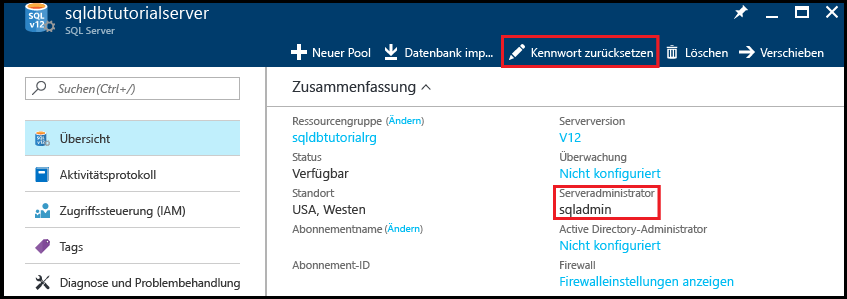 SQL
v12
sqldbtutorialserver
SQL Server
Neuer Pool
Datenbank imp...
Kennwort zurücksetzen
Löschen
Verschieben
Suchen (Ctrl+/)
Übersicht
Aktivitätsprotokoll
Zugriffssteuerung (IAM)
Tags
Diagnose und Problembehandlung
Zusammenfassung
Ressourcengruppe (Ändern)
sqldbtutorialrg
Status
Verfügbar
Standort
USA, Westen
Abonnementname (Ändern)
Abonnement-ID
Serverversion
V12
Überwachung
Nicht konfiguriert
Serveradministrator
sqladmin
Active Directory-Administrator
Nicht konfiguriert
Firewall
Firewalleinstellungen anzeigen